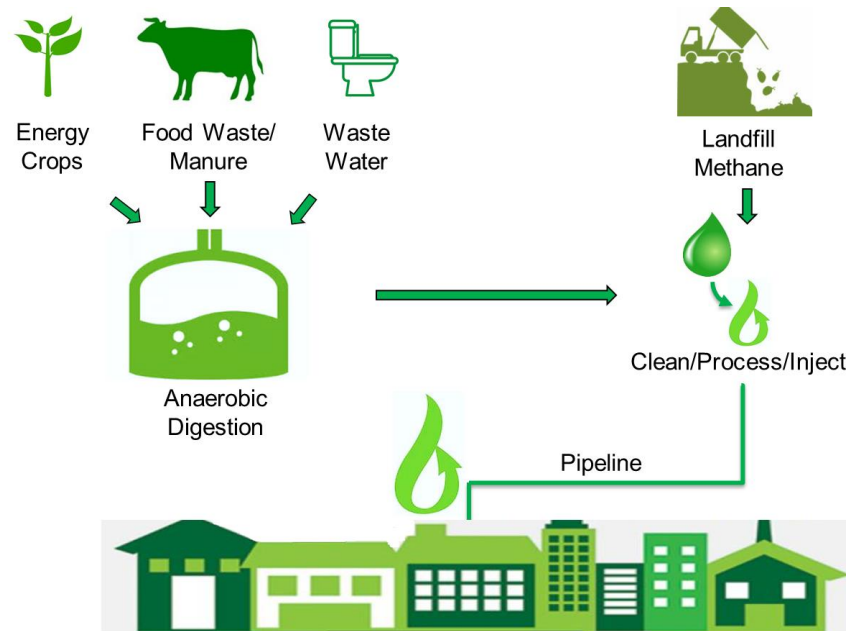 Energy
Crops
Food Waste/
Manure
Waste
Water
Landfill
Methane
Clean/Process/Inject
Anaerobic
Digestion
Pipeline